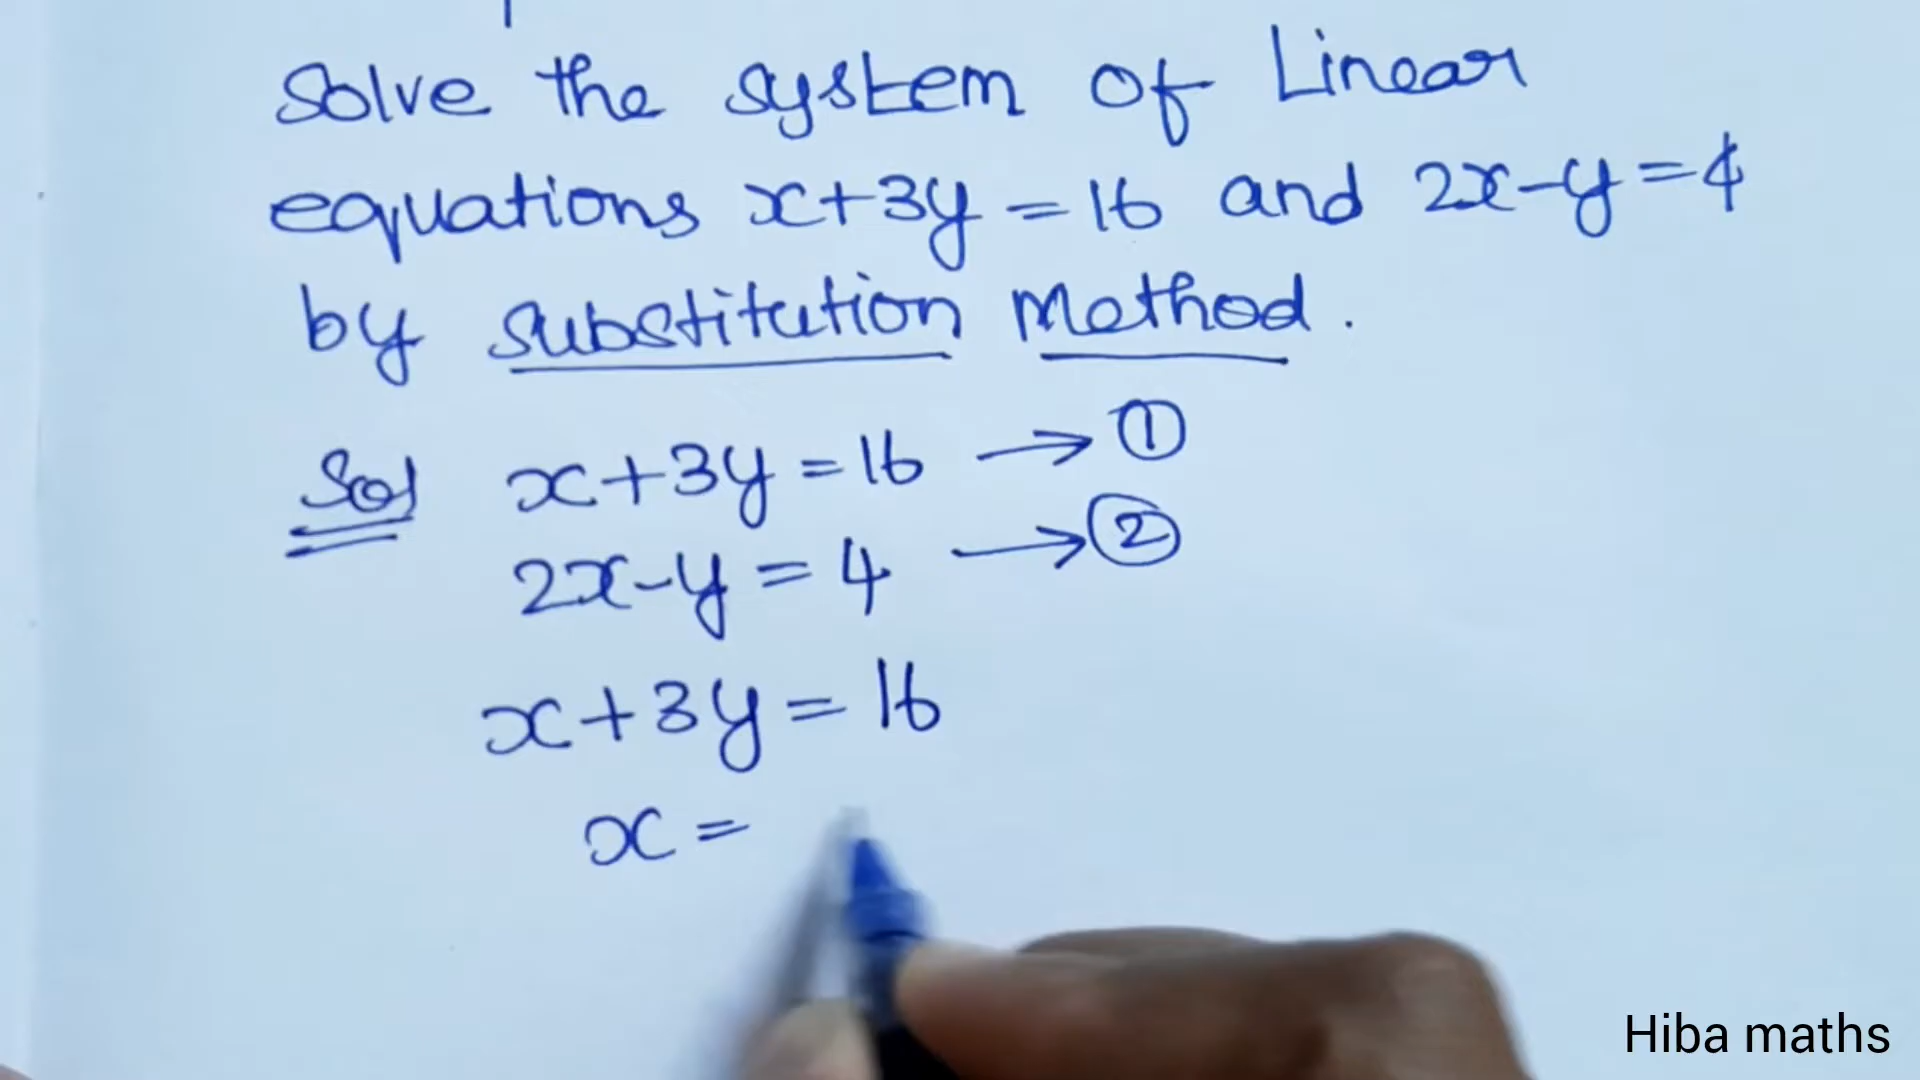 Solve the system of Linear
equations x+3y=16 and 2x-y=4
by substitution Method.
Sol x+3y=16 → ①
2x-y=4 → ②
x+3y=16
x=
Hiba maths